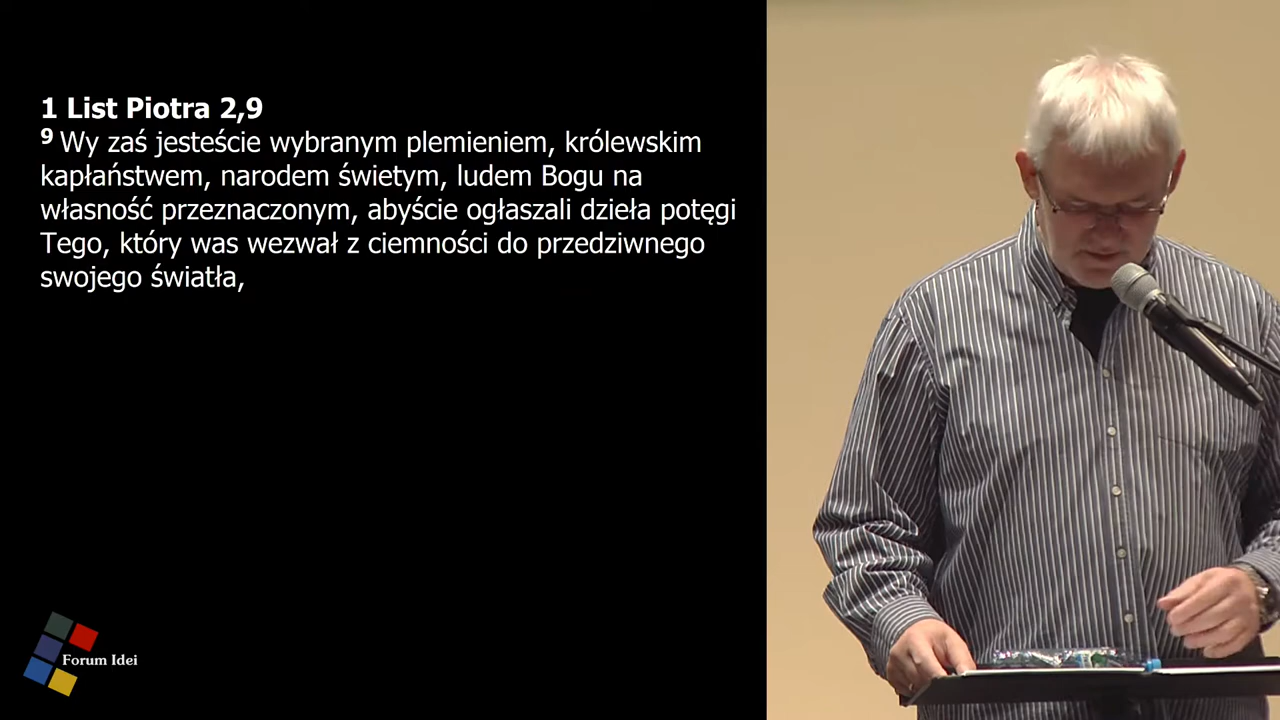 1 List Piotra 2,9
9 Wy zaś jesteście wybranym plemieniem, królewskim
kapłaństwem, narodem świetym, ludem Bogu na
własność przeznaczonym, abyście ogłaszali dzieła potęgi
Tego, który was wezwał z ciemności do przedziwnego
swojego światła,
Forum Idei